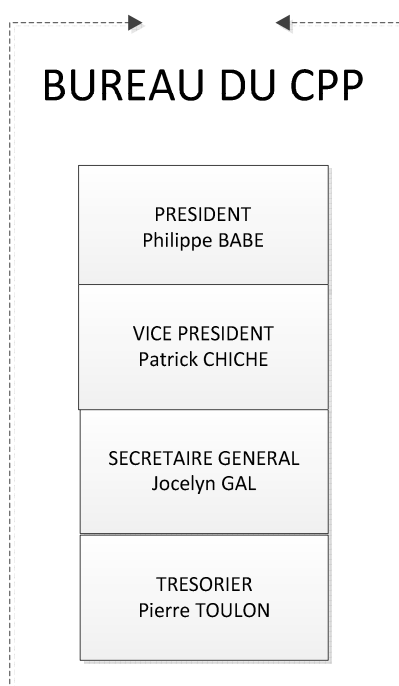 BUREAU DU CPP
PRESIDENT
Philippe BABE
VICE PRESIDENT
Patrick CHICHE
SECRETAIRE GENERAL
Jocelyn GAL
TRESORIER
Pierre TOULON